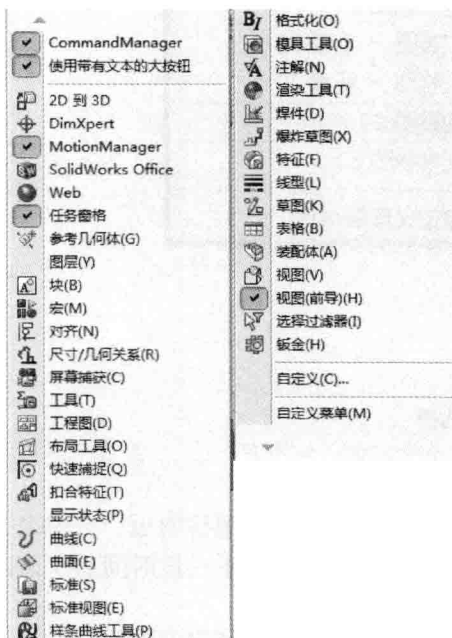 CommandManager
使用带有文本的大按钮
2D 到 3D
DimXpert
MotionManager
SolidWorks Office
Web
任务窗格
参考几何体(G)
图层(Y)
块(B)
宏(M)
对齐(N)
尺寸/几何关系(R)
屏幕捕获(C)
工具(T)
工程图(D)
布局工具(O)
快速捕捉(Q)
扣合特征(T)
显示状态(P)
曲线(C)
曲面(E)
标准(S)
标准视图(E)
样条曲线工具(P)
格式化(O)
模具工具(O)
注解(N)
渲染工具(T)
焊件(D)
爆炸草图(X)
特征(F)
线型(L)
草图(K)
表格(B)
装配体(A)
视图(V)
视图(前导)(H)
选择过滤器(I)
钣金(H)
自定义(C)...
自定义菜单(M)